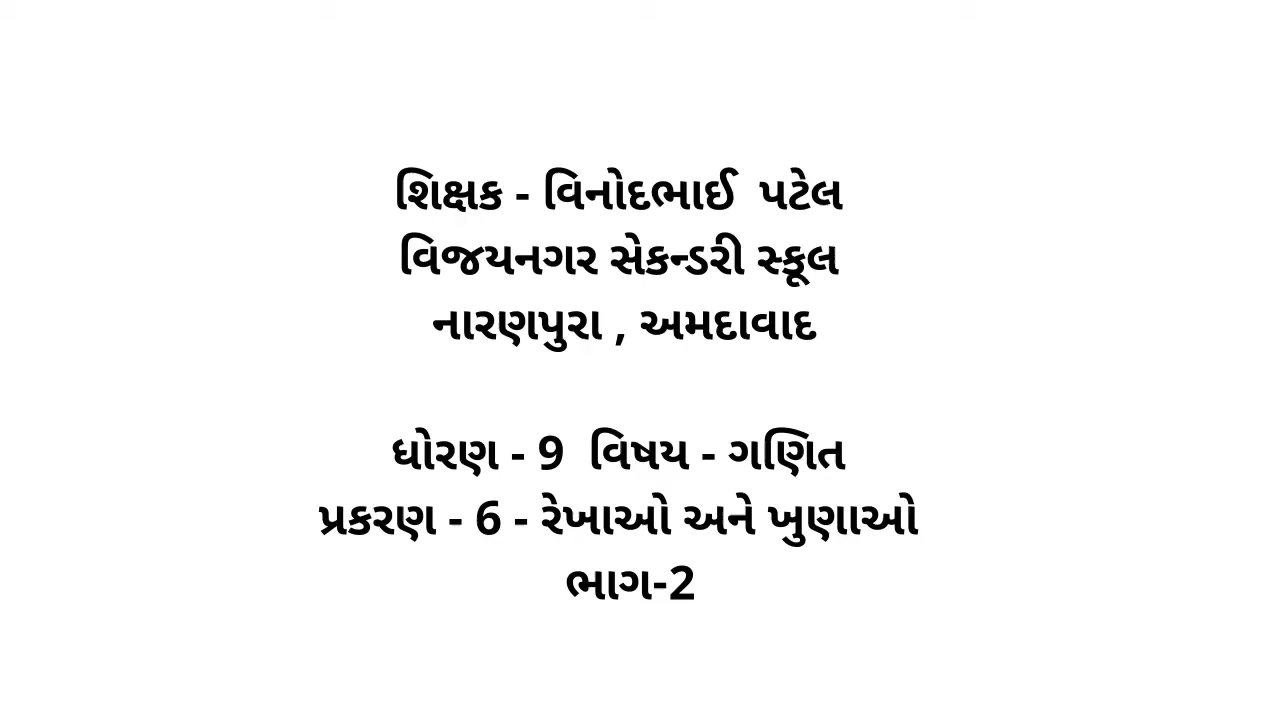 શિક્ષક - વિનોદભાઈ પટેલ
વિજયનગર સેકન્ડરી સ્કૂલ
નારણપુરા , અમદાવાદ
ધોરણ - 9 વિષય - ગણિત
પ્રકરણ - 6 - રેખાઓ અને ખુણાઓ
ભાગ-2